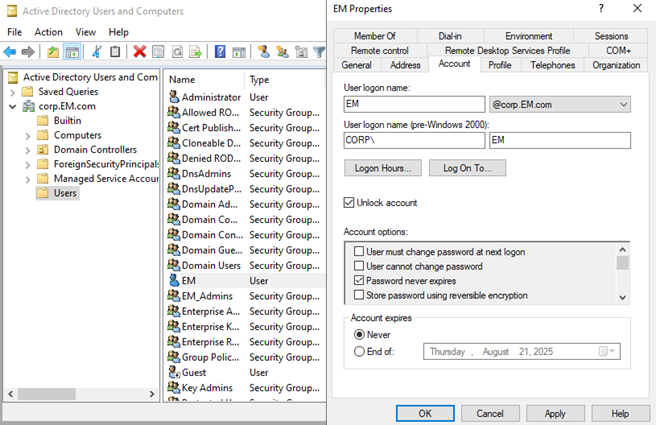 Active Directory Users and Computers
File Action View Help
Active Directory Users and Com
Saved Queries
corp.EM.com
Builtin
Computers
Domain Controllers
ForeignSecurityPrincipals
Managed Service Accou
Users
Name Type
Administrator User
Allowed RO... Security Group...
Cert Publish... Security Group...
Cloneable D... Security Group...
Denied ROD... Security Group...
DnsAdmins Security Group...
DnsUpdateP... Security Group...
Domain Ad... Security Group...
Domain Co... Security Group...
Domain Con... Security Group...
Domain Gue... Security Group...
Domain Users Security Group...
EM User
EM_Admins Security Group...
Enterprise A... Security Group...
Enterprise K... Security Group...
Enterprise R... Security Group...
Group Polic... Security Group...
Guest User
Key Admins Security Group...
EM Properties ? ×
Member Of Dial-in Environment Sessions
Remote control Remote Desktop Services Profile COM+
General Address Account Profile Telephones Organization
User logon name:
EM @corp.EM.com
User logon name (pre-Windows 2000):
CORP\ EM
Logon Hours... Log On To...
Unlock account
Account options:
User must change password at next logon
User cannot change password
Password never expires
Store password using reversible encryption
Account expires
Never
End of: Thursday , August 21, 2025
OK Cancel Apply Help